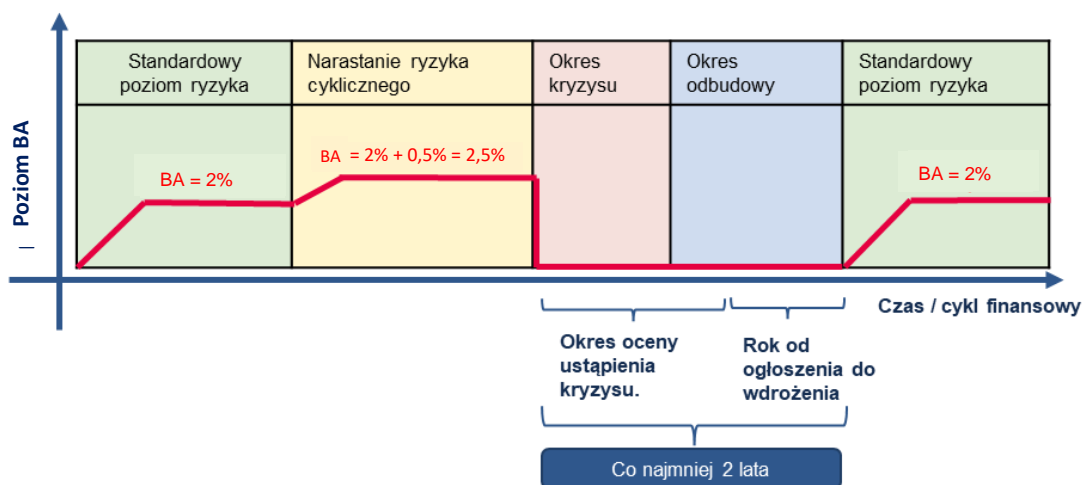 Standardowy
poziom ryzyka
Narastanie ryzyka
cyklicznego
Okres
kryzysu
Okres
odbudowy
Standardowy
poziom ryzyka
Poziom BA
BA = 2%
BA = 2% + 0,5% = 2,5%
BA = 2%
Czas / cykl finansowy
Okres oceny
ustąpienia
kryzysu.
Rok od
ogłoszenia do
wdrożenia
Co najmniej 2 lata